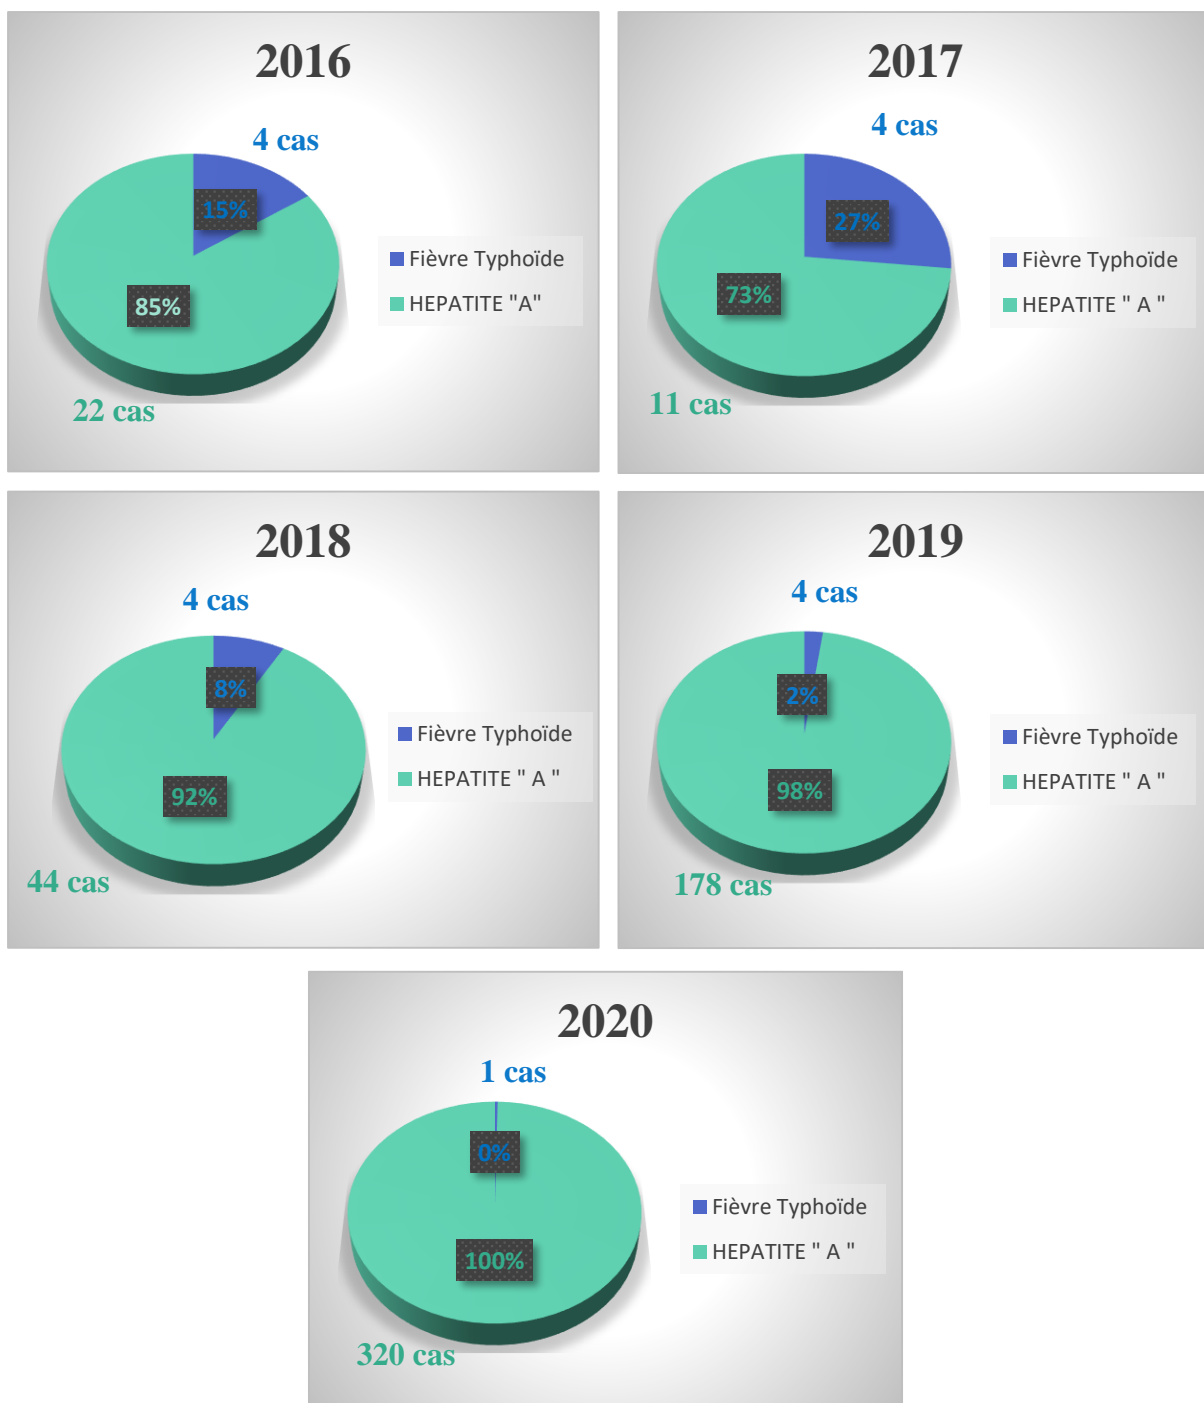 2016
4 cas
15%
85%
22 cas
Fièvre Typhoïde
HEPATITE "A"
2017
4 cas
27%
73%
11 cas
Fièvre Typhoïde
HEPATITE " A "
2018
4 cas
8%
92%
44 cas
Fièvre Typhoïde
HEPATITE " A "
2019
4 cas
2%
98%
178 cas
Fièvre Typhoïde
HEPATITE " A "
2020
1 cas
0%
100%
320 cas
Fièvre Typhoïde
HEPATITE " A "